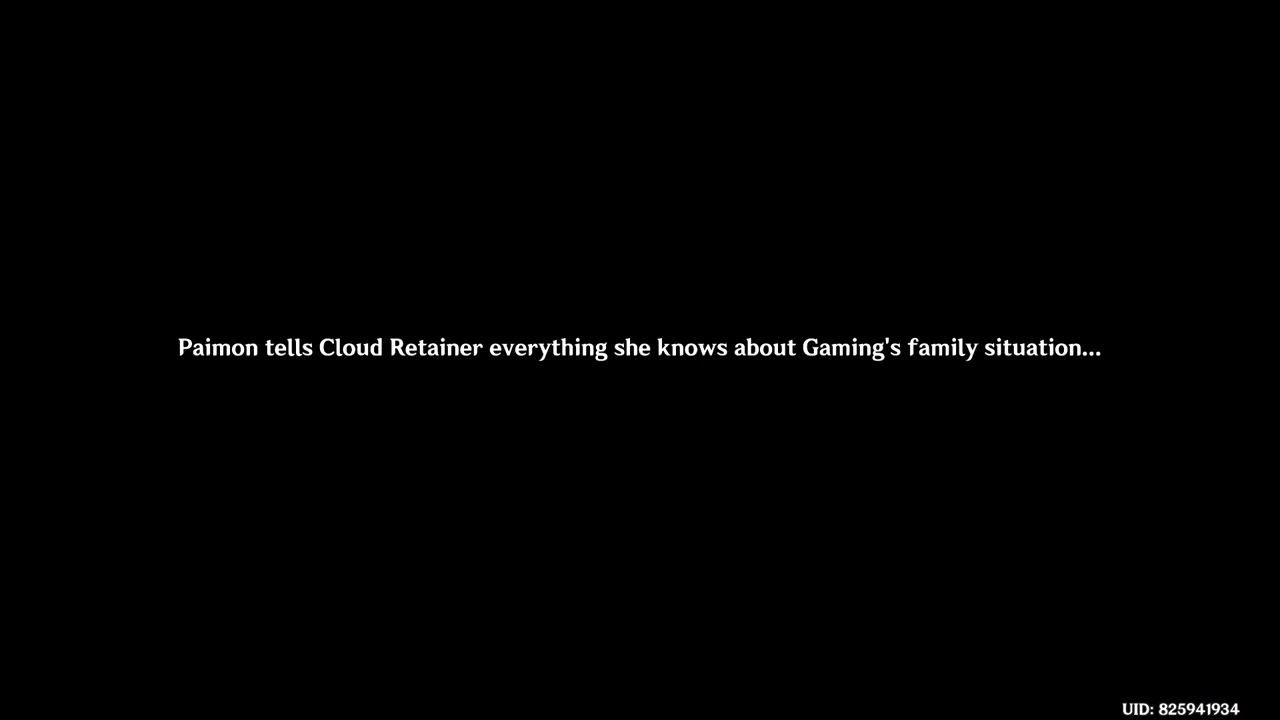 Paimon tells Cloud Retainer everything she knows about Gaming's family situation...
UID: 825941934